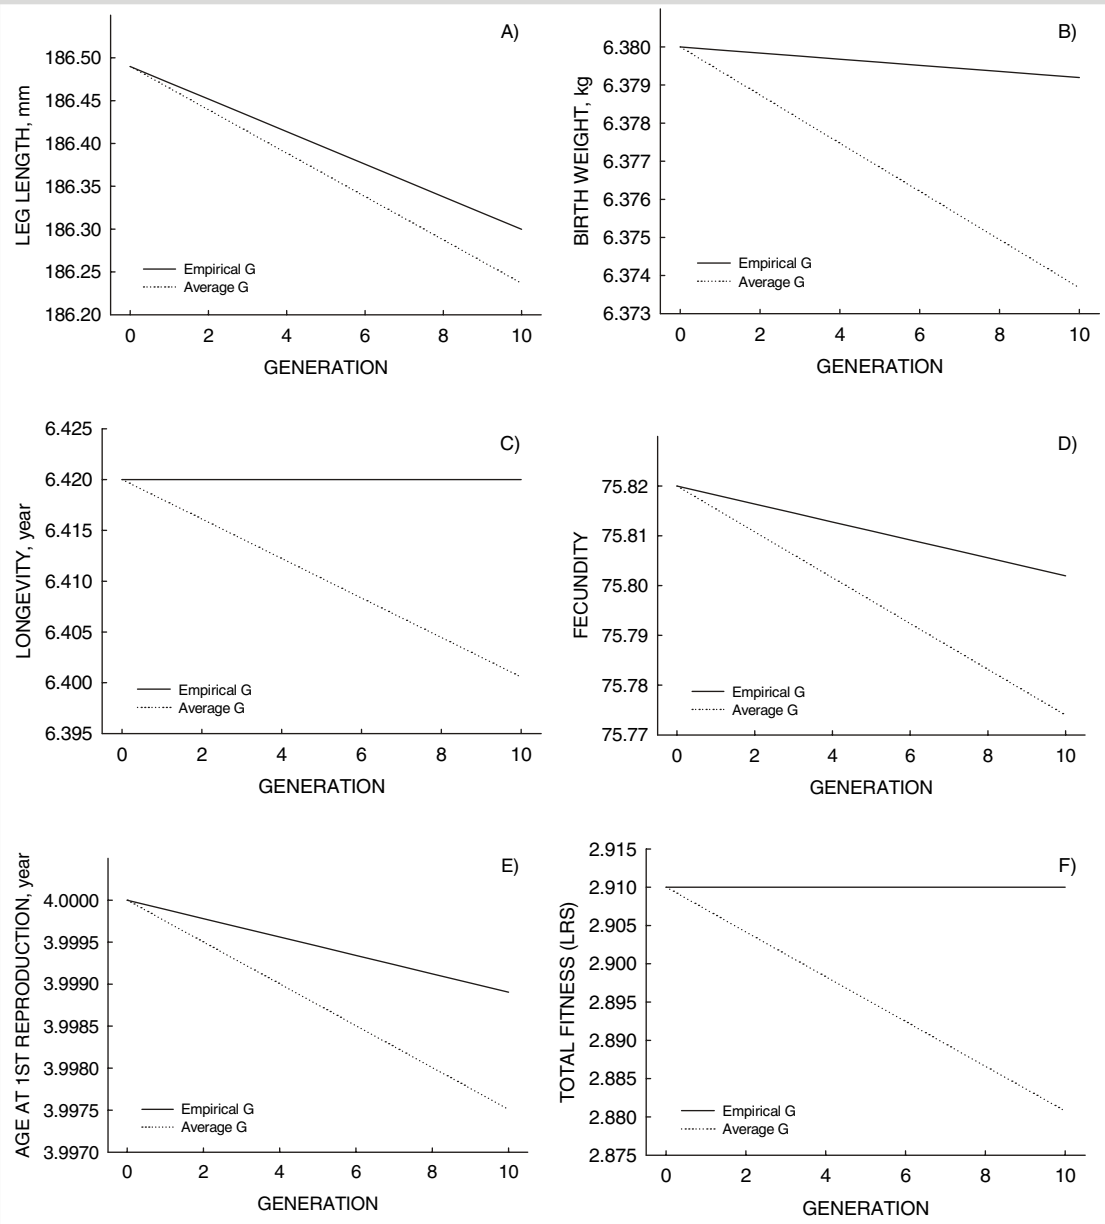 A)
LEG LENGTH, mm
186.50
186.45
186.40
186.35
186.30
186.25
186.20
Empirical G
Average G
0 2 4 6 8 10
GENERATION
B)
BIRTH WEIGHT, kg
6.380
6.379
6.378
6.377
6.376
6.375
6.374
6.373
Empirical G
Average G
0 2 4 6 8 10
GENERATION
C)
LONGEVITY, year
6.425
6.420
6.415
6.410
6.405
6.400
6.395
Empirical G
Average G
0 2 4 6 8 10
GENERATION
D)
FECUNDITY
75.82
75.81
75.80
75.79
75.78
75.77
Empirical G
Average G
0 2 4 6 8 10
GENERATION
E)
AGE AT 1ST REPRODUCTION, year
4.0000
3.9995
3.9990
3.9985
3.9980
3.9975
3.9970
Empirical G
Average G
0 2 4 6 8 10
GENERATION
F)
TOTAL FITNESS (LRS)
2.915
2.910
2.905
2.900
2.895
2.890
2.885
2.880
2.875
Empirical G
Average G
0 2 4 6 8 10
GENERATION